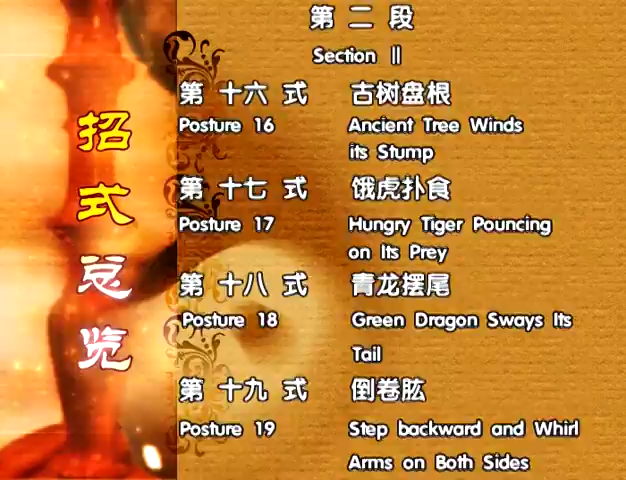 招式总览
第 二 段
Section II
第 十六 式 古树盘根
Posture 16 Ancient Tree Winds
its Stump
第 十七 式 饿虎扑食
Posture 17 Hungry Tiger Pouncing
on Its Prey
第 十八 式 青龙摆尾
Posture 18 Green Dragon Sways Its
Tail
第 十九 式 倒卷肱
Posture 19 Step backward and Whirl
Arms on Both Sides